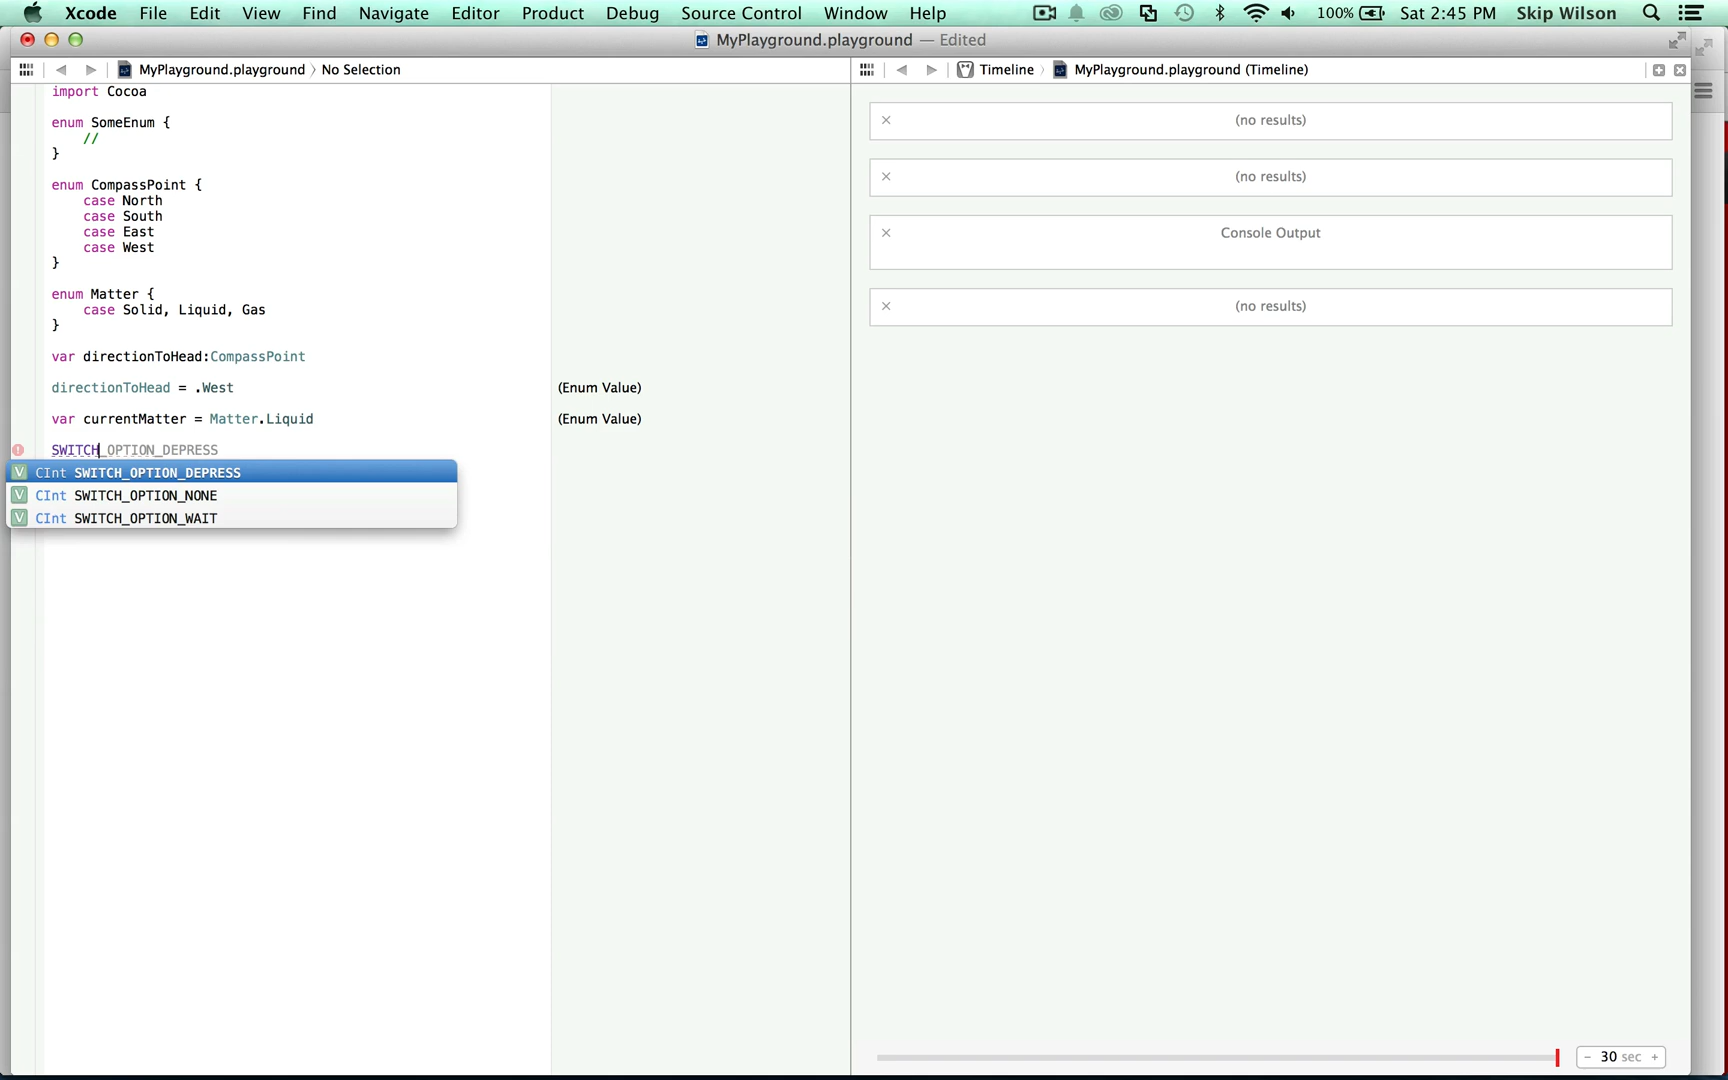 Xcode File Edit View Find Navigate Editor Product Debug Source Control Window Help 100% Sat 2:45 PM Skip Wilson
MyPlayground.playground — Edited
MyPlayground.playground 〉 No Selection
Timeline 〉 MyPlayground.playground (Timeline)
import Cocoa
enum SomeEnum {
//
}
enum CompassPoint {
case North
case South
case East
case West
}
enum Matter {
case Solid, Liquid, Gas
}
var directionToHead:CompassPoint
directionToHead = .West
(Enum Value)
var currentMatter = Matter.Liquid
(Enum Value)
SWITCH_OPTION_DEPRESS
V CInt SWITCH_OPTION_DEPRESS
V CInt SWITCH_OPTION_NONE
V CInt SWITCH_OPTION_WAIT
(no results)
(no results)
Console Output
(no results)
- 30 sec +